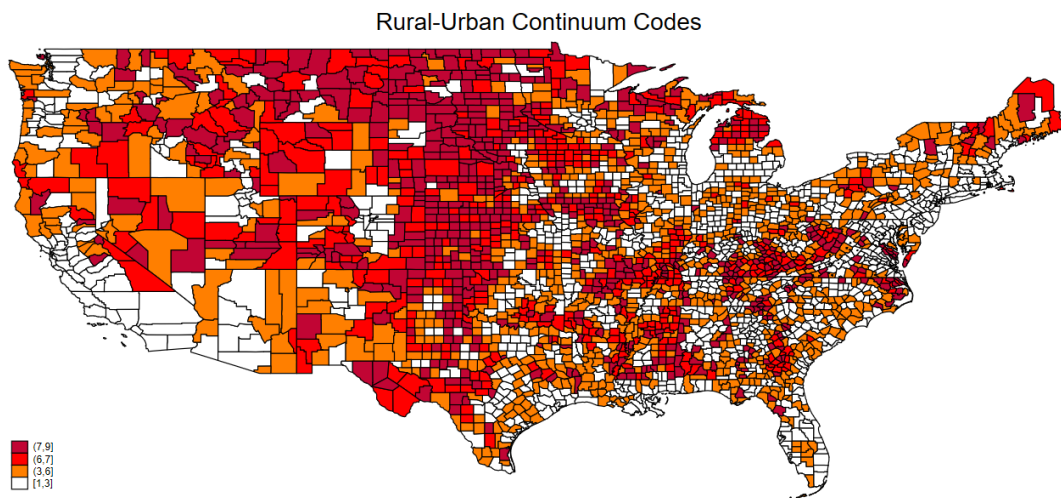 Rural-Urban Continuum Codes
(7,9]
(6,7]
(3,6]
[1,3]